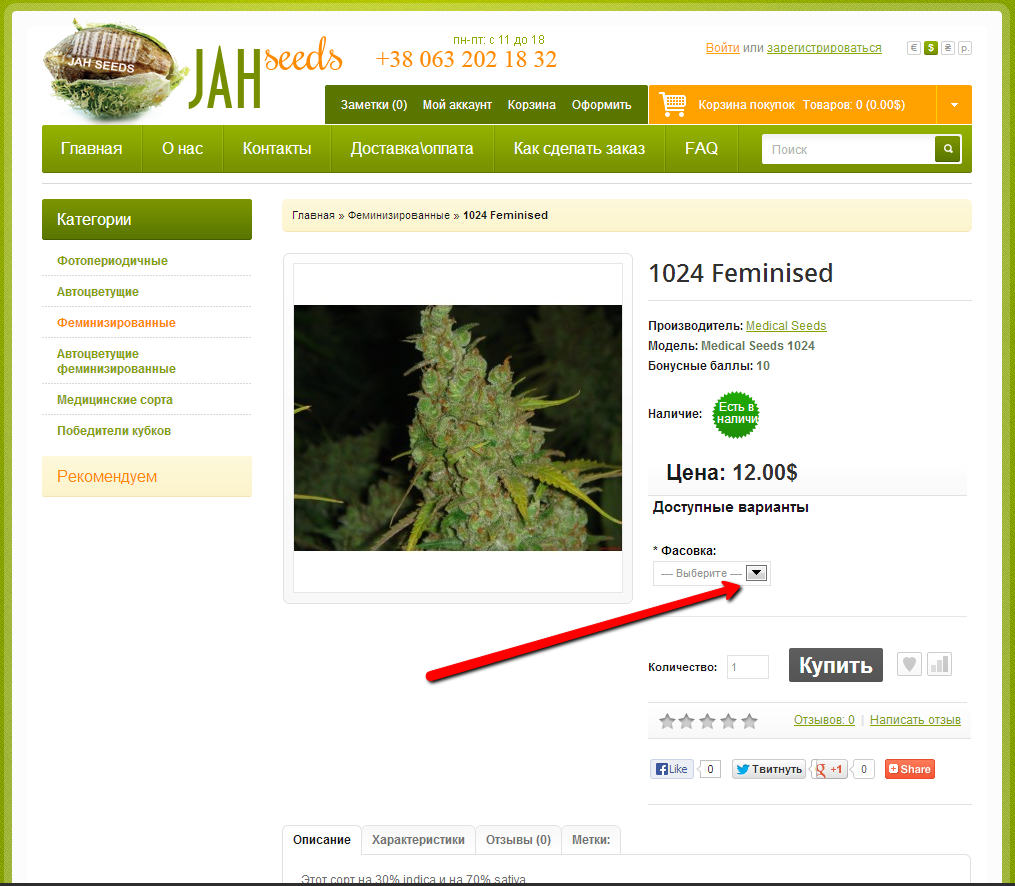 JAH SEEDS
JAH seeds
пн-пт: с 11 до 18
+38 063 202 18 32
Войти или зарегистрироваться
€ $ ₴ р.
Заметки (0) Мой аккаунт Корзина Оформить
Корзина покупок Товаров: 0 (0.00$)
Главная О нас Контакты Доставка\оплата Как сделать заказ FAQ
Поиск
Категории
Фотопериодичные
Автоцветущие
Феминизированные
Автоцветущие
феминизированные
Медицинские сорта
Победители кубков
Рекомендуем
Главная » Феминизированные » 1024 Feminised
1024 Feminised
Производитель: Medical Seeds
Модель: Medical Seeds 1024
Бонусные баллы: 10
Наличие:
Есть в
наличи
Цена: 12.00$
Доступные варианты
* Фасовка:
--- Выберите ---
Количество: 1 Купить
Отзывов: 0 | Написать отзыв
Like 0 Твитнуть +1 0 Share
Описание Характеристики Отзывы (0) Метки:
Этот сорт на 30% indica и на 70% sativa